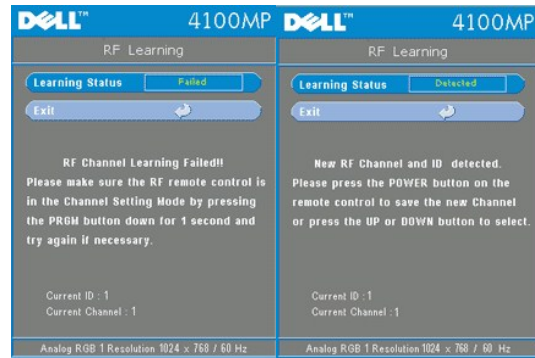 DELL™ 4100MP
RF Learning
Learning Status Failed
Exit
RF Channel Learning Failed!!
Please make sure the RF remote control is
in the Channel Setting Mode by pressing
the PRGM button down for 1 second and
try again if necessary.
Current ID : 1
Current Channel : 1
Analog RGB 1 Resolution 1024 x 768 / 60 Hz
DELL™ 4100MP
RF Learning
Learning Status Detected
Exit
New RF Channel and ID detected.
Please press the POWER button on the
remote control to save the new Channel
or press the UP or DOWN button to select.
Current ID : 1
Current Channel : 1
Analog RGB 1 Resolution 1024 x 768 / 60 Hz